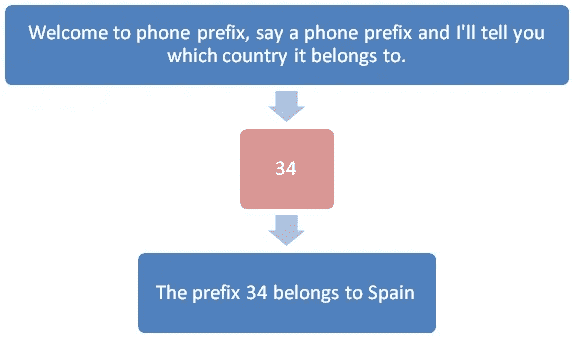 Welcome to phone prefix, say a phone prefix and I'll tell you
which country it belongs to.
34
The prefix 34 belongs to Spain